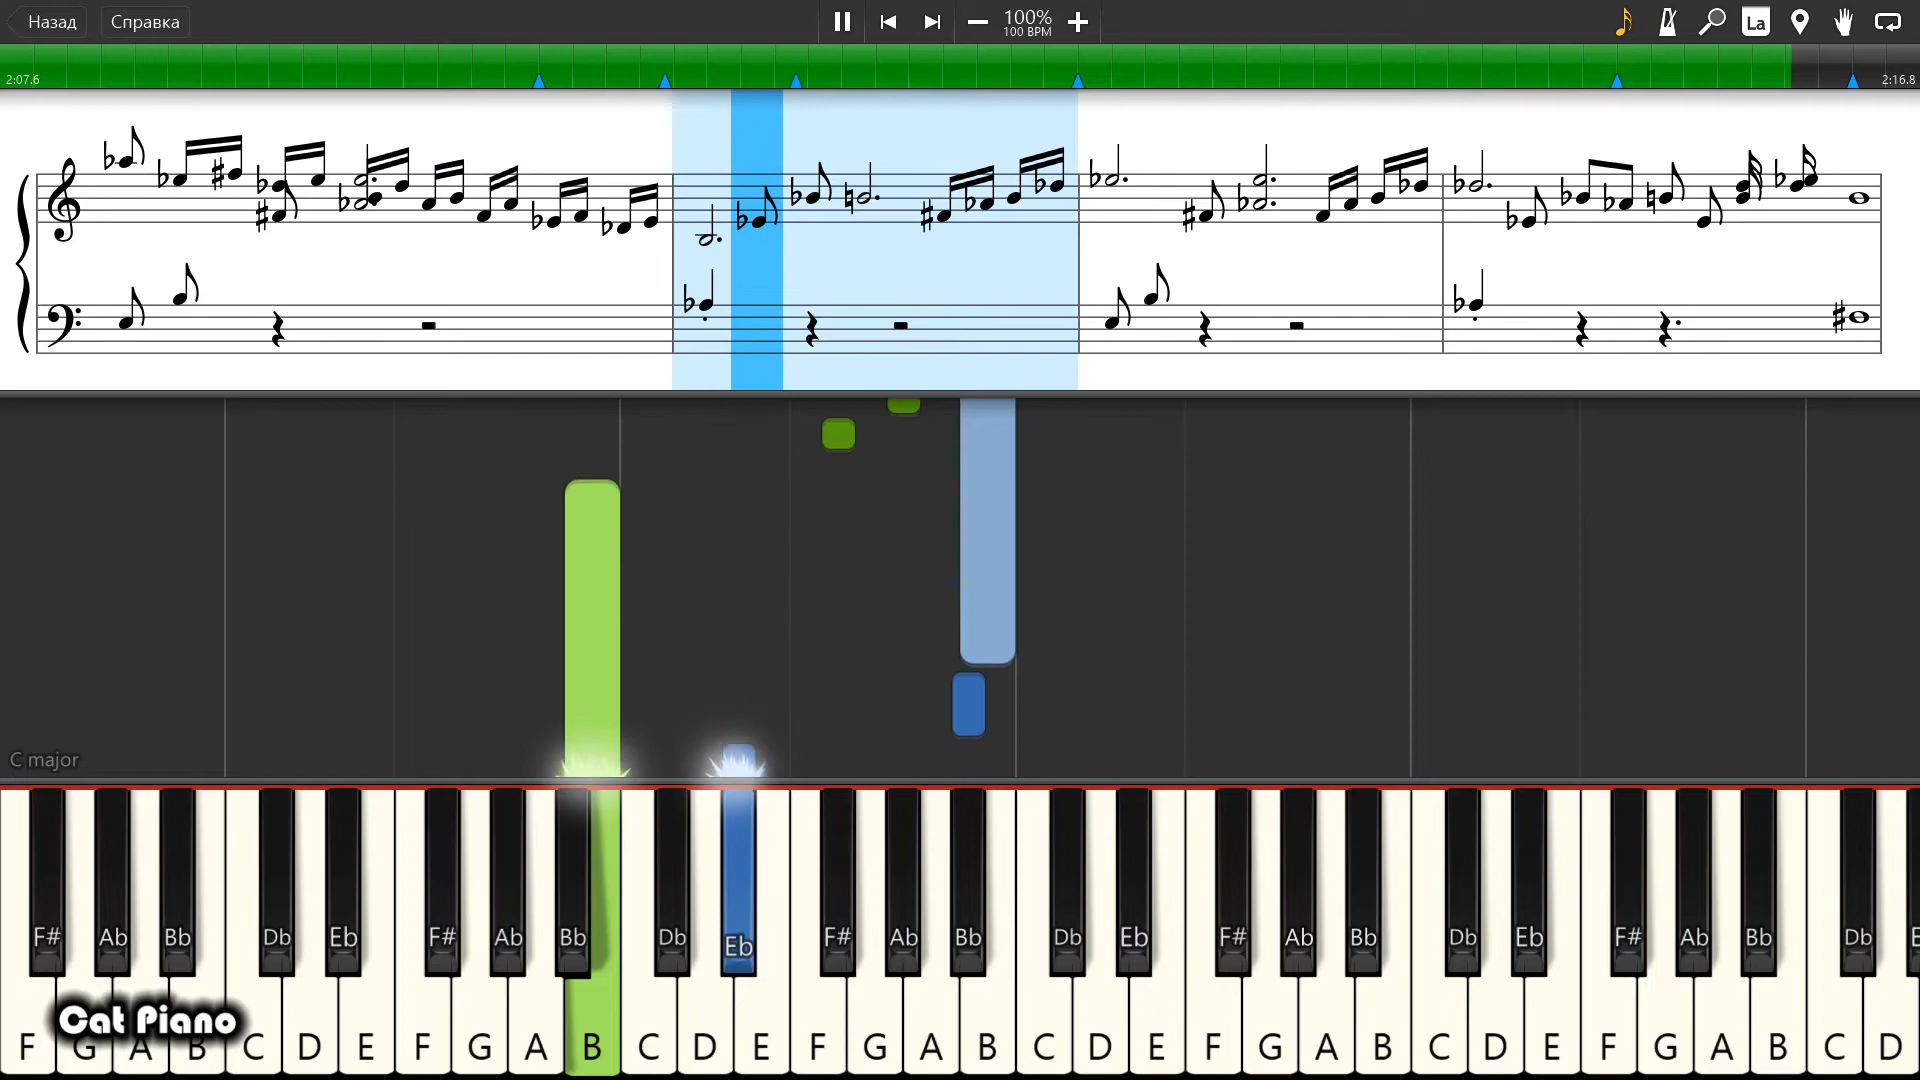 Назад Справка 100%
100 BPM
La
2:07.6 2:16.8
C major
F# Ab Bb Db Eb F# Ab Bb Db Eb F# Ab Bb Db Eb F# Ab Bb Db Eb F# Ab Bb Db E
Cat Piano
F G A B C D E F G A B C D E F G A B C D E F G A B C D E F G A B C D